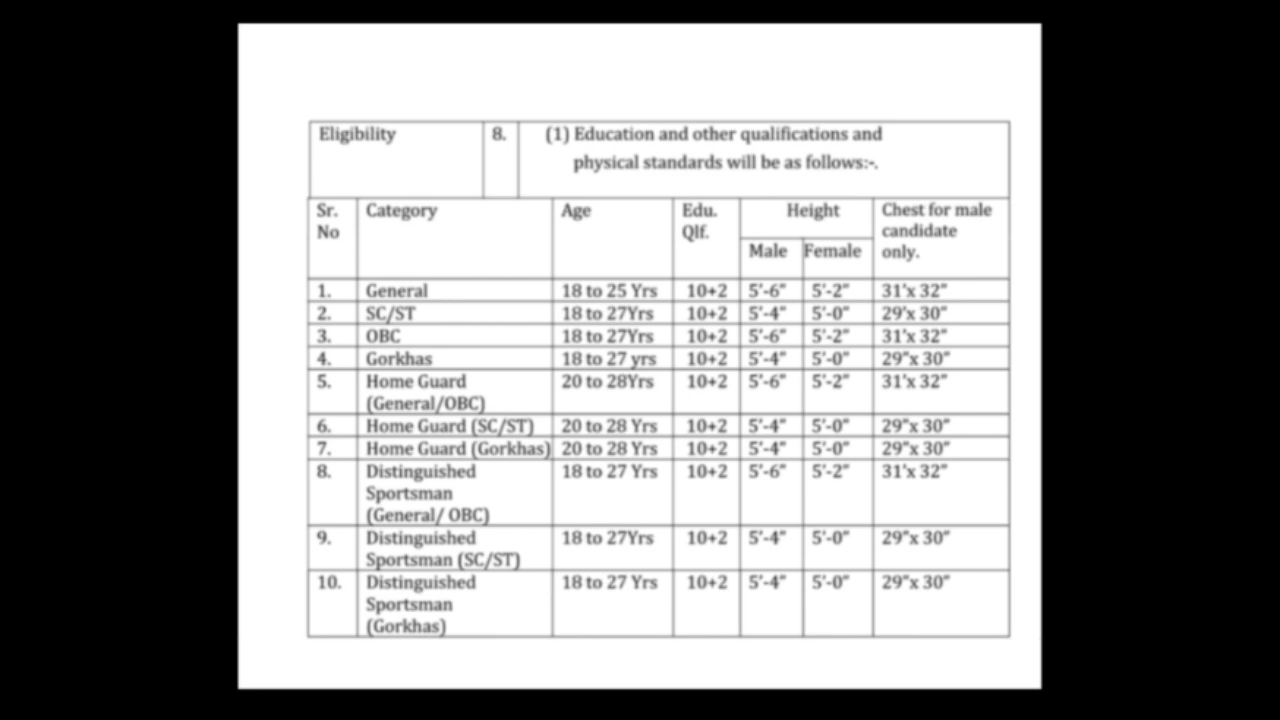 Eligibility 8. (1) Education and other qualifications and
physical standards will be as follows:-.
Sr. No Category Age Edu. Qlf. Height Chest for male candidate only.
Male Female
1. General 18 to 25 Yrs 10+2 5'-6" 5'-2" 31'x 32"
2. SC/ST 18 to 27Yrs 10+2 5'-4" 5'-0" 29'x 30"
3. OBC 18 to 27Yrs 10+2 5'-6" 5'-2" 31'x 32"
4. Gorkhas 18 to 27 yrs 10+2 5'-4" 5'-0" 29"x 30"
5. Home Guard 20 to 28Yrs 10+2 5'-6" 5'-2" 31'x 32"
(General/OBC)
6. Home Guard (SC/ST) 20 to 28 Yrs 10+2 5'-4" 5'-0" 29"x 30"
7. Home Guard (Gorkhas) 20 to 28 Yrs 10+2 5'-4" 5'-0" 29"x 30"
8. Distinguished 18 to 27 Yrs 10+2 5'-6" 5'-2" 31'x 32"
Sportsman
(General/ OBC)
9. Distinguished 18 to 27Yrs 10+2 5'-4" 5'-0" 29"x 30"
Sportsman (SC/ST)
10. Distinguished 18 to 27 Yrs 10+2 5'-4" 5'-0" 29"x 30"
Sportsman
(Gorkhas)